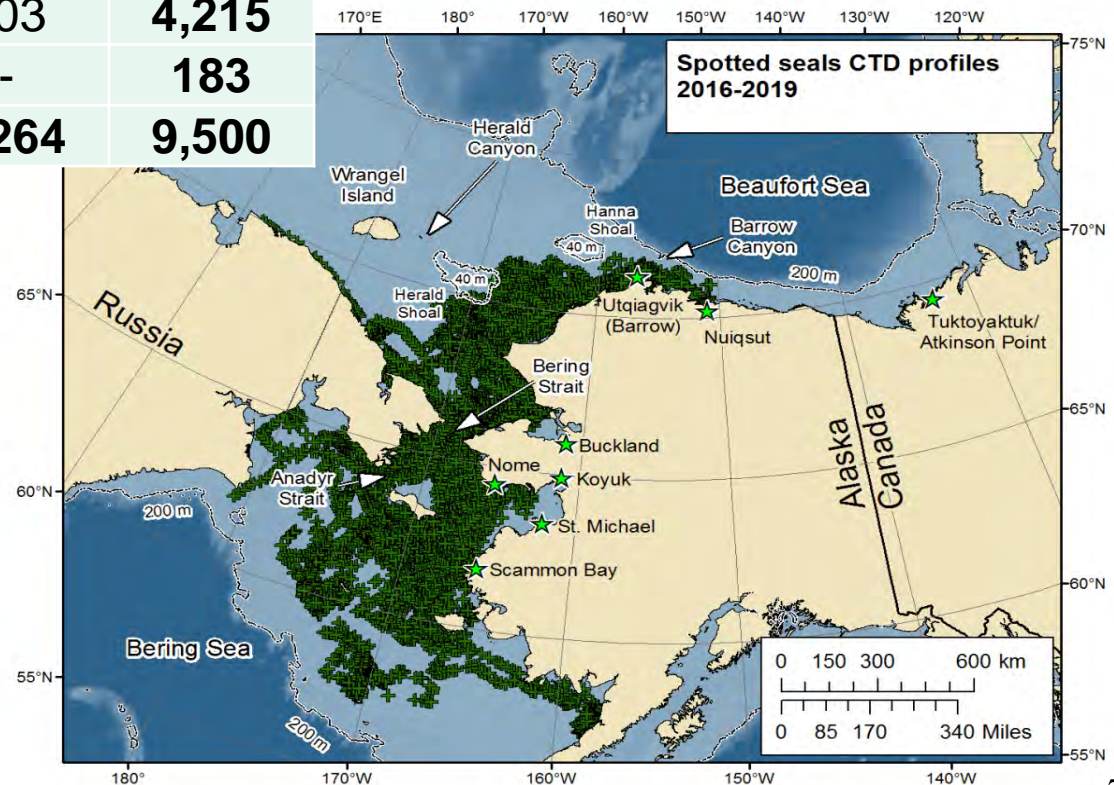 03 4,215
- 183
264 9,500
170°E 180° 170°W 160°W 150°W 140°W 130°W 120°W
75°N
Spotted seals CTD profiles
2016-2019
Herald
Canyon
Wrangel
Island
Beaufort Sea
Hanna
Shoal
Barrow
Canyon
70°N
40 m
200 m
40 m
65°N
Herald
Shoal
Utqiagvik
(Barrow)
Nuiqsut
Tuktoyaktuk/
Atkinson Point
Russia
Bering
Strait
65°N
Alaska
Canada
Buckland
Nome
Koyuk
Anadyr
Strait
60°N
200 m
St. Michael
Scammon Bay
60°N
Bering Sea
55°N
200 m
0 150 300 600 km
0 85 170 340 Miles
55°N
180° 170°W 160°W 150°W 140°W